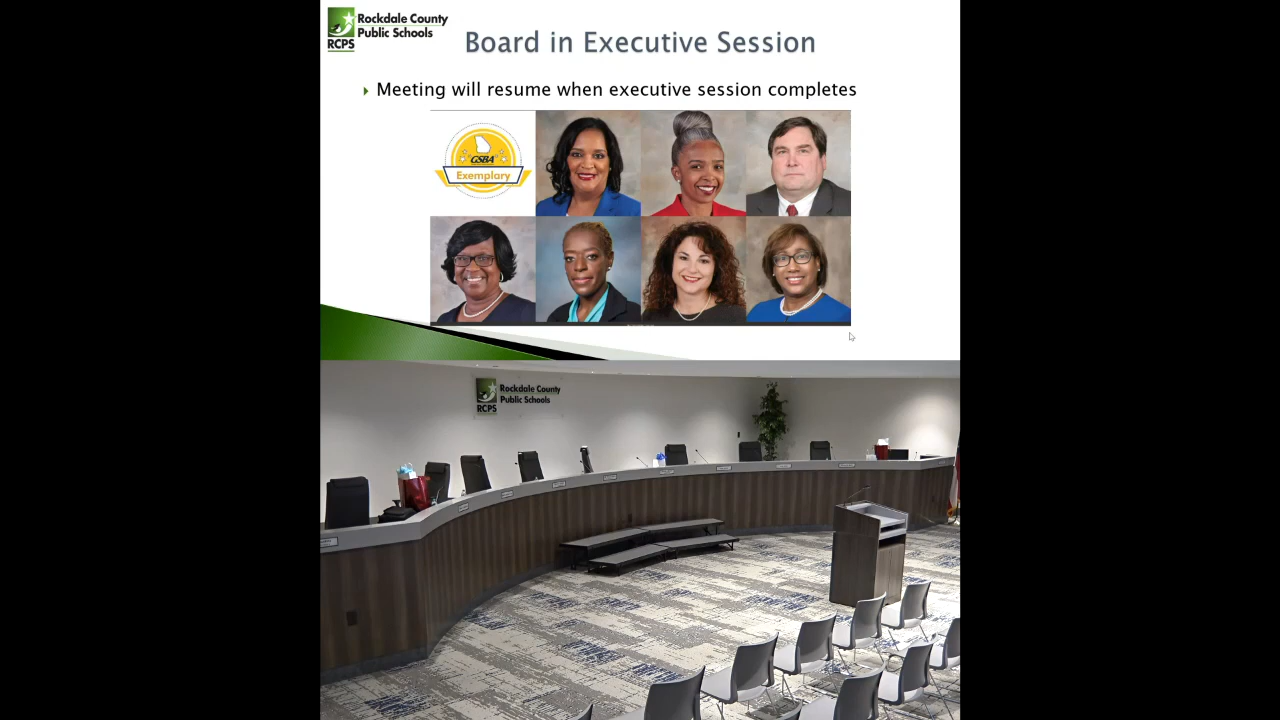 Rockdale County
Public Schools
RCPS
Board in Executive Session
Meeting will resume when executive session completes
GSBA
Exemplary
Rockdale County
Public Schools
RCPS